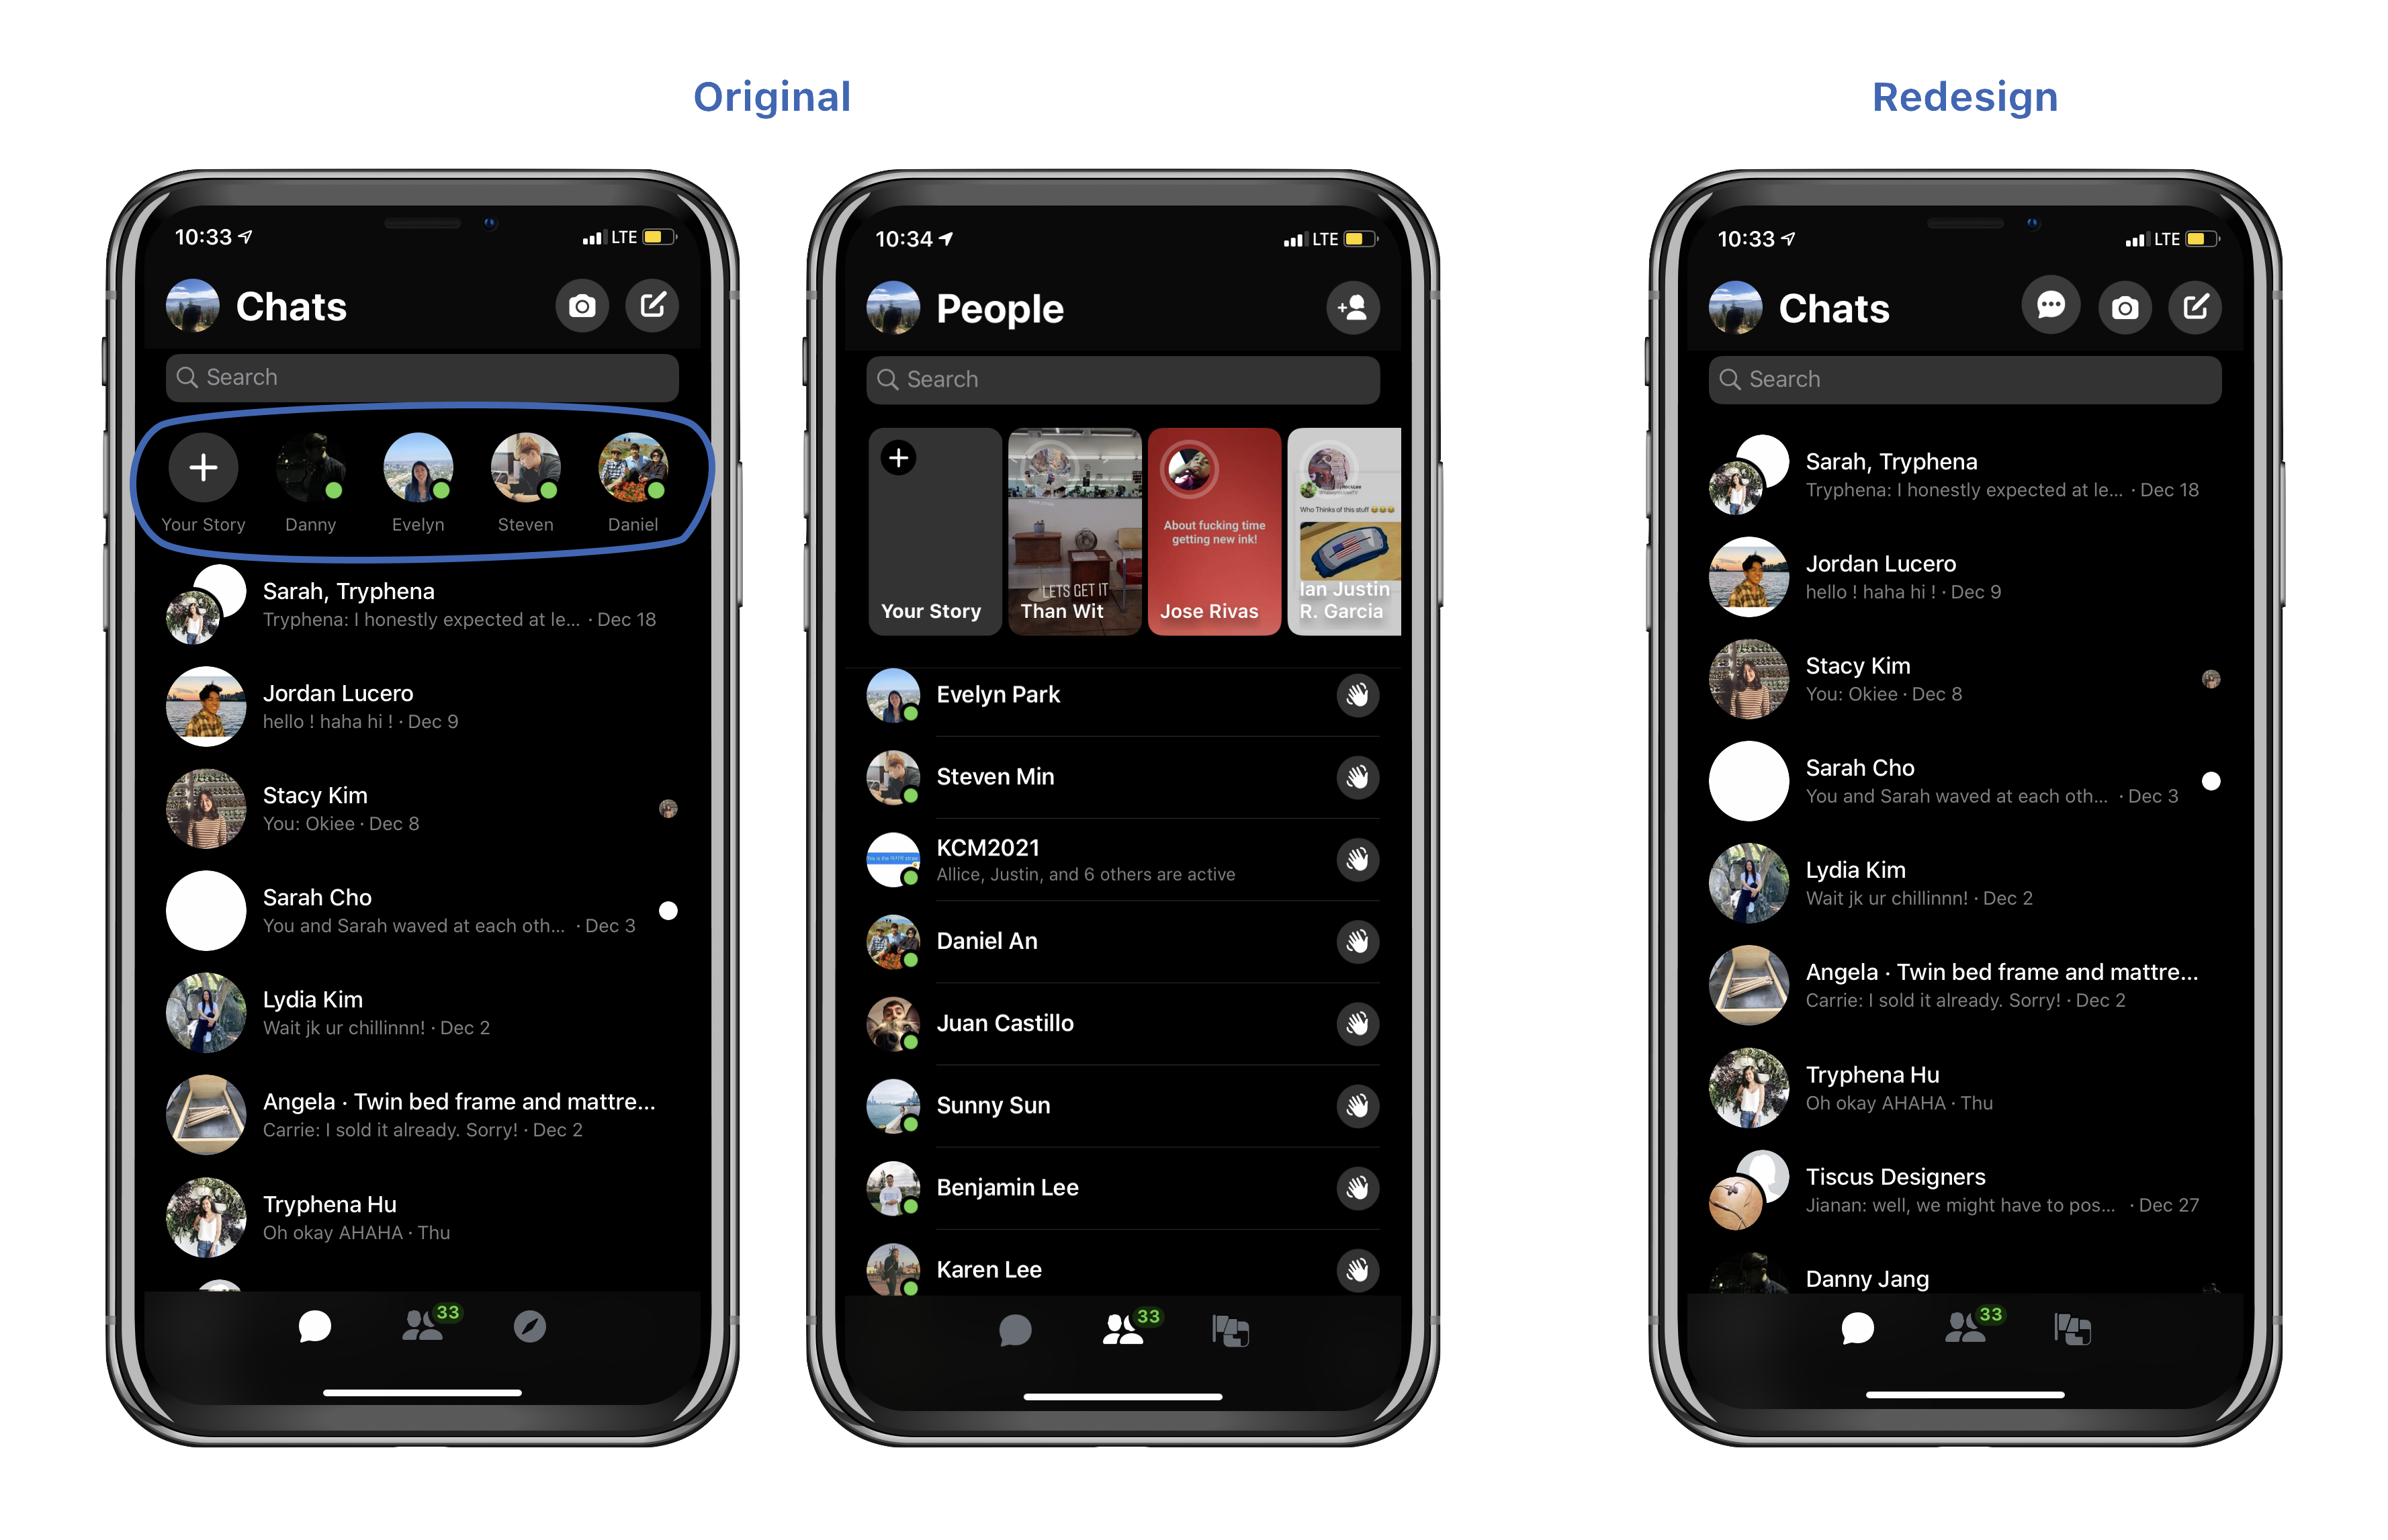 Original
Redesign
10:33
LTE
Chats
Search
Your Story
Danny
Evelyn
Steven
Daniel
Sarah, Tryphena
Tryphena: I honestly expected at le... · Dec 18
Jordan Lucero
hello ! haha hi ! · Dec 9
Stacy Kim
You: Okiee · Dec 8
Sarah Cho
You and Sarah waved at each oth... · Dec 3
Lydia Kim
Wait jk ur chillinnn! · Dec 2
Angela · Twin bed frame and mattre...
Carrie: I sold it already. Sorry! · Dec 2
Tryphena Hu
Oh okay AHAHA · Thu
33
10:34
LTE
People
Search
Your Story
LETS GET IT
Than Wit
About fucking time
getting new ink!
Jose Rivas
Who Thinks of this stuff 😂😂😂
Ian Justin
R. Garcia
Evelyn Park
Steven Min
This is the
KCM2021
Allice, Justin, and 6 others are active
Daniel An
Juan Castillo
Sunny Sun
Benjamin Lee
Karen Lee
33
10:33
LTE
Chats
Search
Sarah, Tryphena
Tryphena: I honestly expected at le... · Dec 18
Jordan Lucero
hello ! haha hi ! · Dec 9
Stacy Kim
You: Okiee · Dec 8
Sarah Cho
You and Sarah waved at each oth... · Dec 3
Lydia Kim
Wait jk ur chillinnn! · Dec 2
Angela · Twin bed frame and mattre...
Carrie: I sold it already. Sorry! · Dec 2
Tryphena Hu
Oh okay AHAHA · Thu
Tiscus Designers
Jianan: well, we might have to pos... · Dec 27
Danny Jang
33